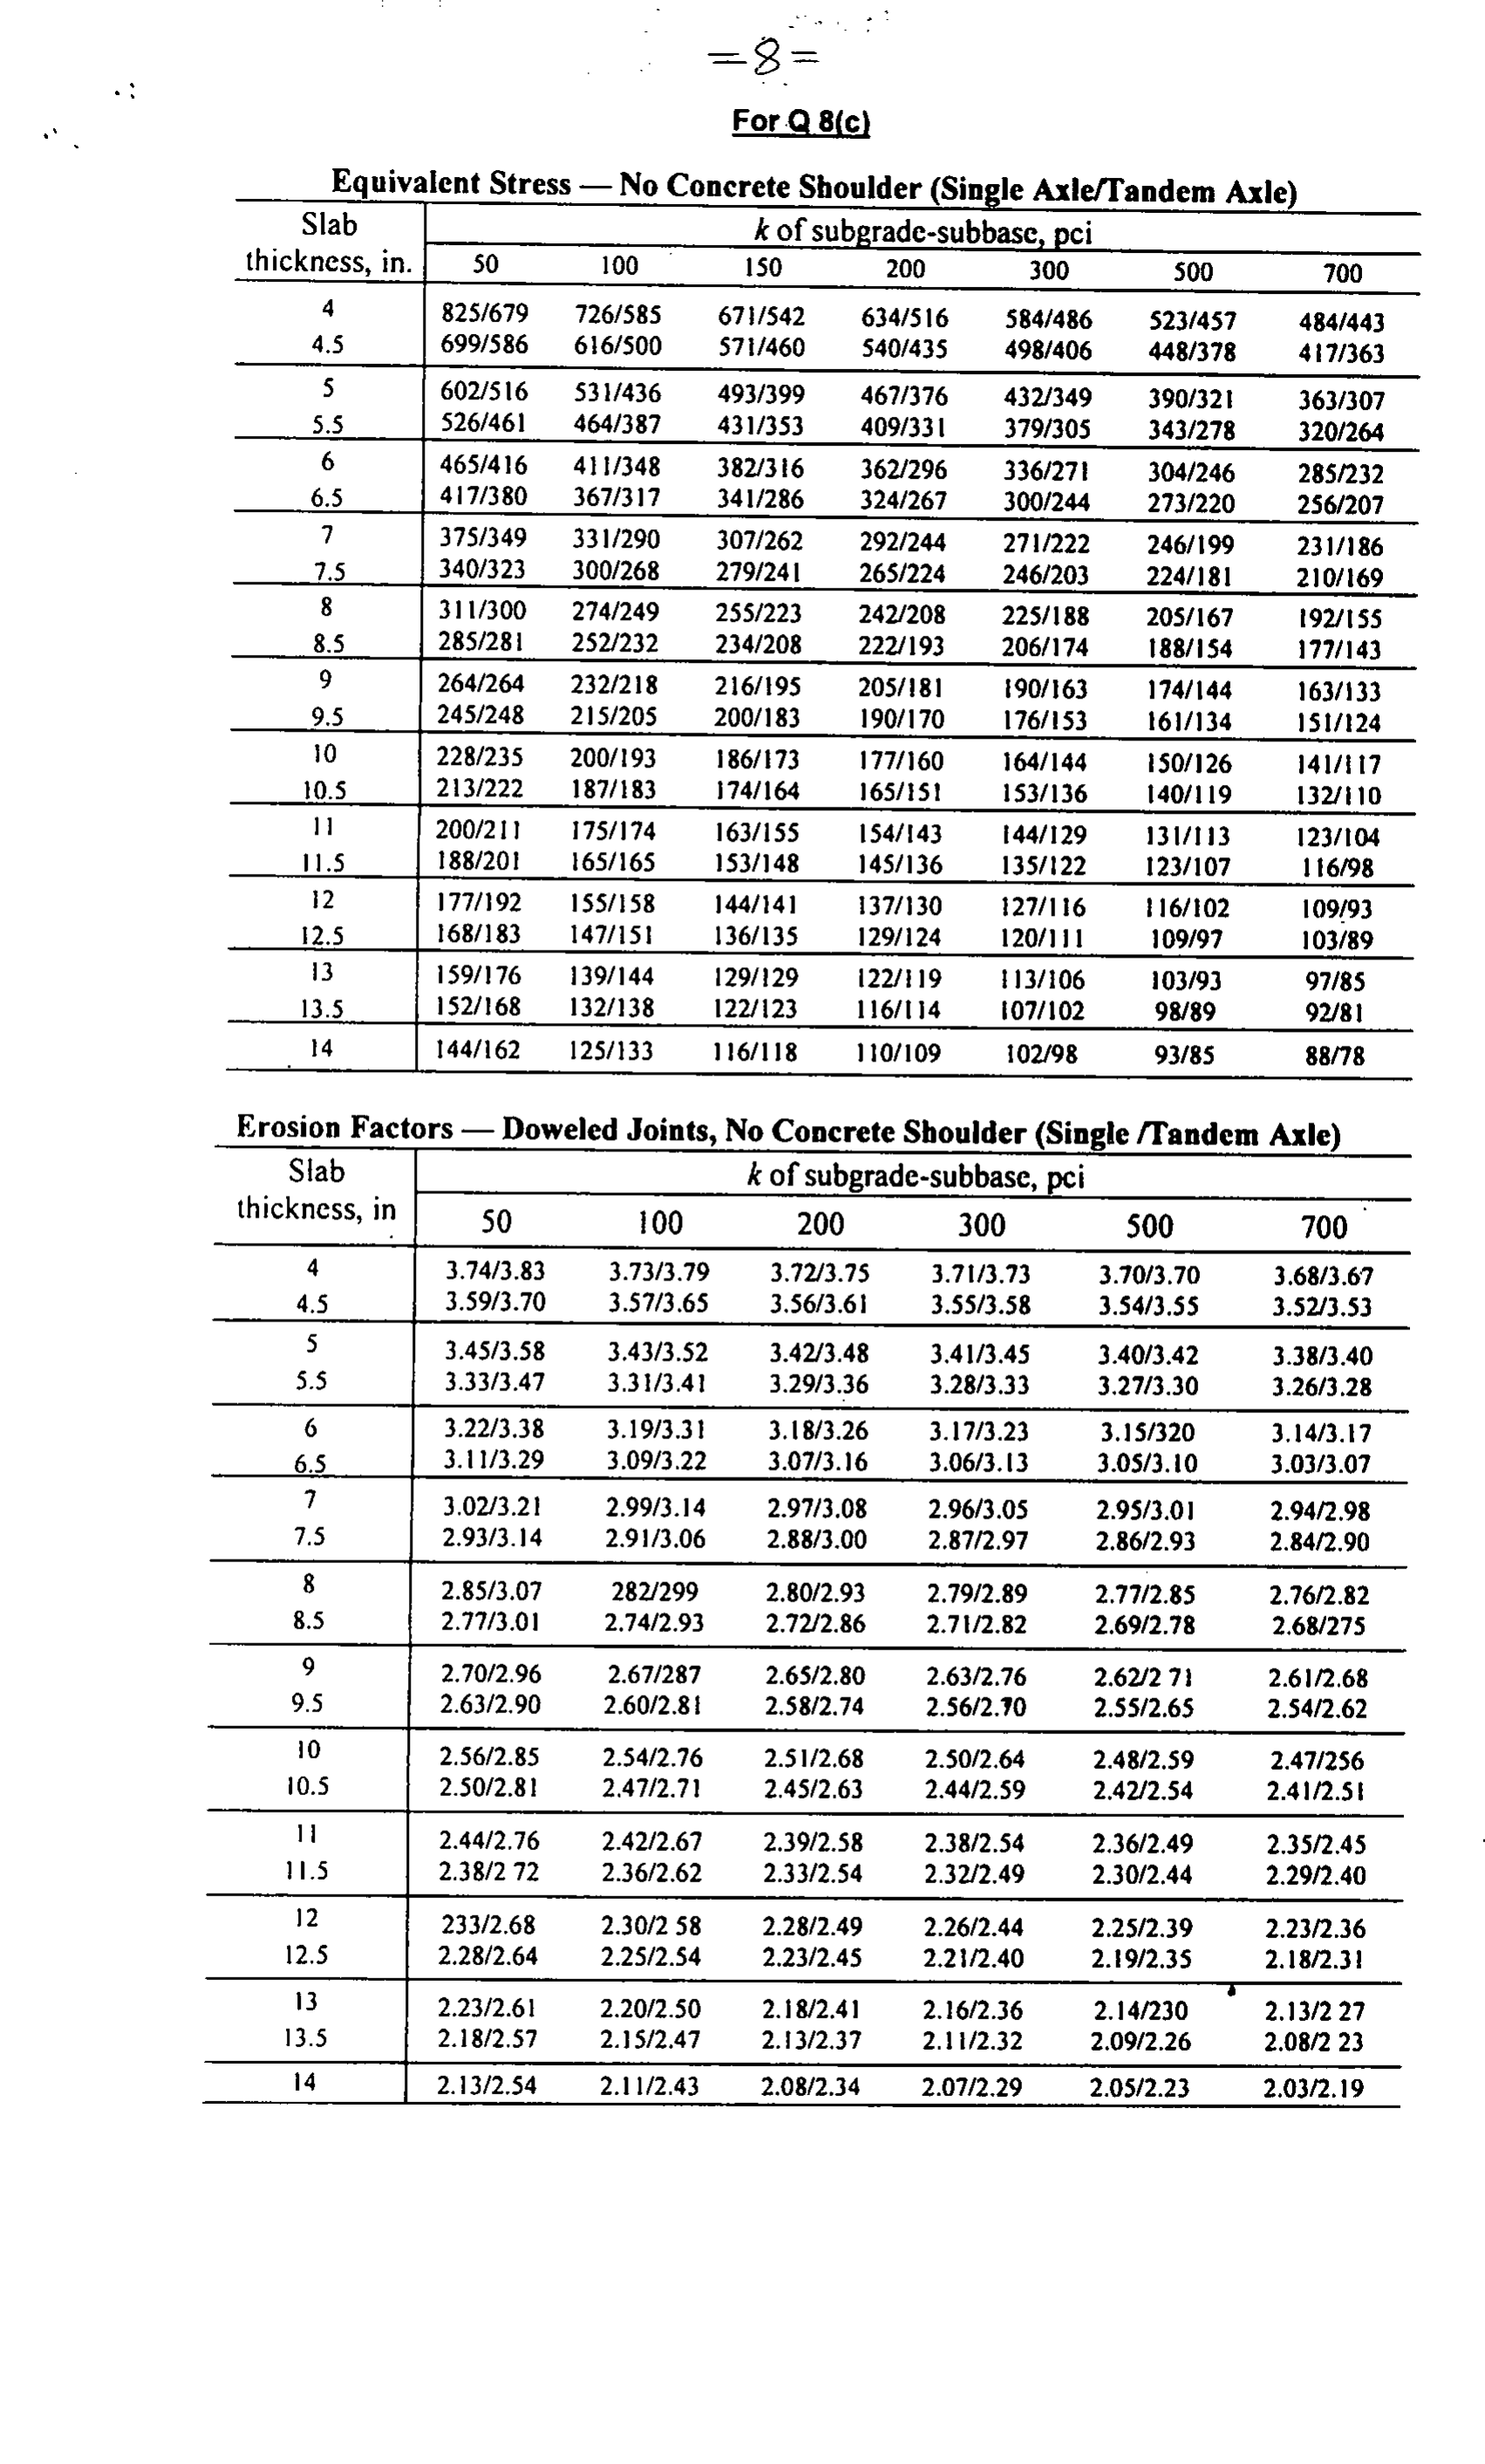 =8=
For Q 8(c)
Equivalent Stress — No Concrete Shoulder (Single Axle/Tandem Axle)
Slab thickness, in. k of subgrade-subbase, pci
50 100 150 200 300 500 700
4 825/679 726/585 671/542 634/516 584/486 523/457 484/443
4.5 699/586 616/500 571/460 540/435 498/406 448/378 417/363
5 602/516 531/436 493/399 467/376 432/349 390/321 363/307
5.5 526/461 464/387 431/353 409/331 379/305 343/278 320/264
6 465/416 411/348 382/316 362/296 336/271 304/246 285/232
6.5 417/380 367/317 341/286 324/267 300/244 273/220 256/207
7 375/349 331/290 307/262 292/244 271/222 246/199 231/186
7.5 340/323 300/268 279/241 265/224 246/203 224/181 210/169
8 311/300 274/249 255/223 242/208 225/188 205/167 192/155
8.5 285/281 252/232 234/208 222/193 206/174 188/154 177/143
9 264/264 232/218 216/195 205/181 190/163 174/144 163/133
9.5 245/248 215/205 200/183 190/170 176/153 161/134 151/124
10 228/235 200/193 186/173 177/160 164/144 150/126 141/117
10.5 213/222 187/183 174/164 165/151 153/136 140/119 132/110
11 200/211 175/174 163/155 154/143 144/129 131/113 123/104
11.5 188/201 165/165 153/148 145/136 135/122 123/107 116/98
12 177/192 155/158 144/141 137/130 127/116 116/102 109/93
12.5 168/183 147/151 136/135 129/124 120/111 109/97 103/89
13 159/176 139/144 129/129 122/119 113/106 103/93 97/85
13.5 152/168 132/138 122/123 116/114 107/102 98/89 92/81
14 144/162 125/133 116/118 110/109 102/98 93/85 88/78
Erosion Factors — Doweled Joints, No Concrete Shoulder (Single /Tandem Axle)
Slab thickness, in k of subgrade-subbase, pci
50 100 200 300 500 700
4 3.74/3.83 3.73/3.79 3.72/3.75 3.71/3.73 3.70/3.70 3.68/3.67
4.5 3.59/3.70 3.57/3.65 3.56/3.61 3.55/3.58 3.54/3.55 3.52/3.53
5 3.45/3.58 3.43/3.52 3.42/3.48 3.41/3.45 3.40/3.42 3.38/3.40
5.5 3.33/3.47 3.31/3.41 3.29/3.36 3.28/3.33 3.27/3.30 3.26/3.28
6 3.22/3.38 3.19/3.31 3.18/3.26 3.17/3.23 3.15/320 3.14/3.17
6.5 3.11/3.29 3.09/3.22 3.07/3.16 3.06/3.13 3.05/3.10 3.03/3.07
7 3.02/3.21 2.99/3.14 2.97/3.08 2.96/3.05 2.95/3.01 2.94/2.98
7.5 2.93/3.14 2.91/3.06 2.88/3.00 2.87/2.97 2.86/2.93 2.84/2.90
8 2.85/3.07 282/299 2.80/2.93 2.79/2.89 2.77/2.85 2.76/2.82
8.5 2.77/3.01 2.74/2.93 2.72/2.86 2.71/2.82 2.69/2.78 2.68/275
9 2.70/2.96 2.67/287 2.65/2.80 2.63/2.76 2.62/2 71 2.61/2.68
9.5 2.63/2.90 2.60/2.81 2.58/2.74 2.56/2.70 2.55/2.65 2.54/2.62
10 2.56/2.85 2.54/2.76 2.51/2.68 2.50/2.64 2.48/2.59 2.47/256
10.5 2.50/2.81 2.47/2.71 2.45/2.63 2.44/2.59 2.42/2.54 2.41/2.51
11 2.44/2.76 2.42/2.67 2.39/2.58 2.38/2.54 2.36/2.49 2.35/2.45
11.5 2.38/2 72 2.36/2.62 2.33/2.54 2.32/2.49 2.30/2.44 2.29/2.40
12 233/2.68 2.30/2 58 2.28/2.49 2.26/2.44 2.25/2.39 2.23/2.36
12.5 2.28/2.64 2.25/2.54 2.23/2.45 2.21/2.40 2.19/2.35 2.18/2.31
13 2.23/2.61 2.20/2.50 2.18/2.41 2.16/2.36 2.14/230 2.13/2 27
13.5 2.18/2.57 2.15/2.47 2.13/2.37 2.11/2.32 2.09/2.26 2.08/2 23
14 2.13/2.54 2.11/2.43 2.08/2.34 2.07/2.29 2.05/2.23 2.03/2.19